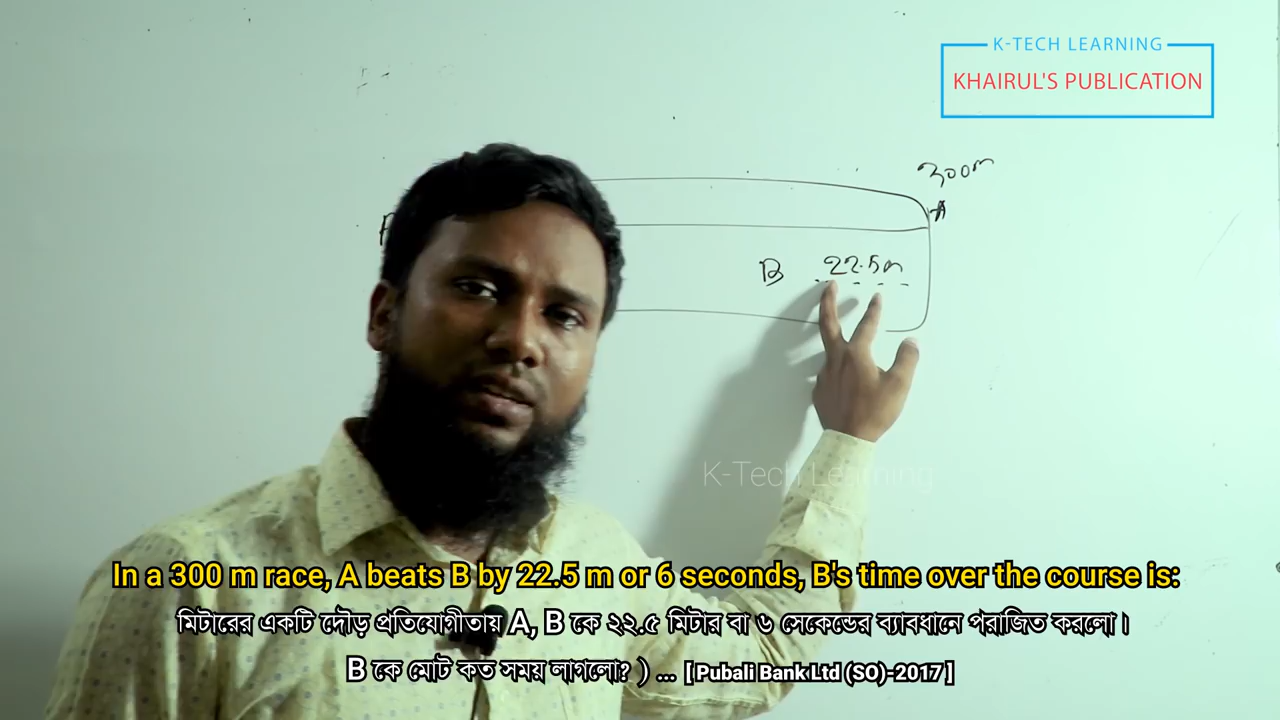 K-TECH LEARNING
KHAIRUL'S PUBLICATION
300m
A
B 22.5m
K-Tech Learning
In a 300 m race, A beats B by 22.5 m or 6 seconds, B's time over the course is:
মিটারের একটি দৌড় প্রতিযোগীতায় A, B কে ২২.৫ মিটার বা ৬ সেকেন্ডের ব্যাবধানে পরাজিত করলো।
B কে মোট কত সময় লাগলো? ) ... [ Pubali Bank Ltd (SO)-2017 ]